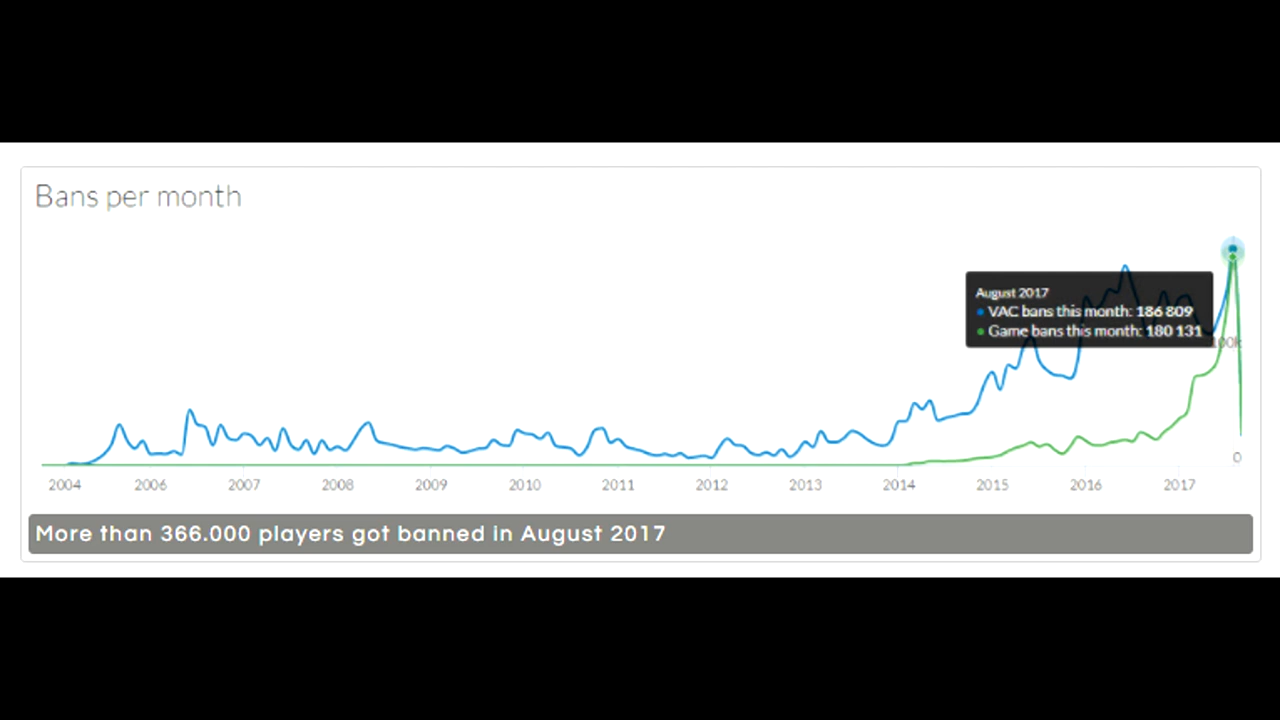 Bans per month
August 2017
VAC bans this month: 186 809
Game bans this month: 180 131
100k
0
2004 2006 2007 2008 2009 2010 2011 2012 2013 2014 2015 2016 2017
More than 366.000 players got banned in August 2017